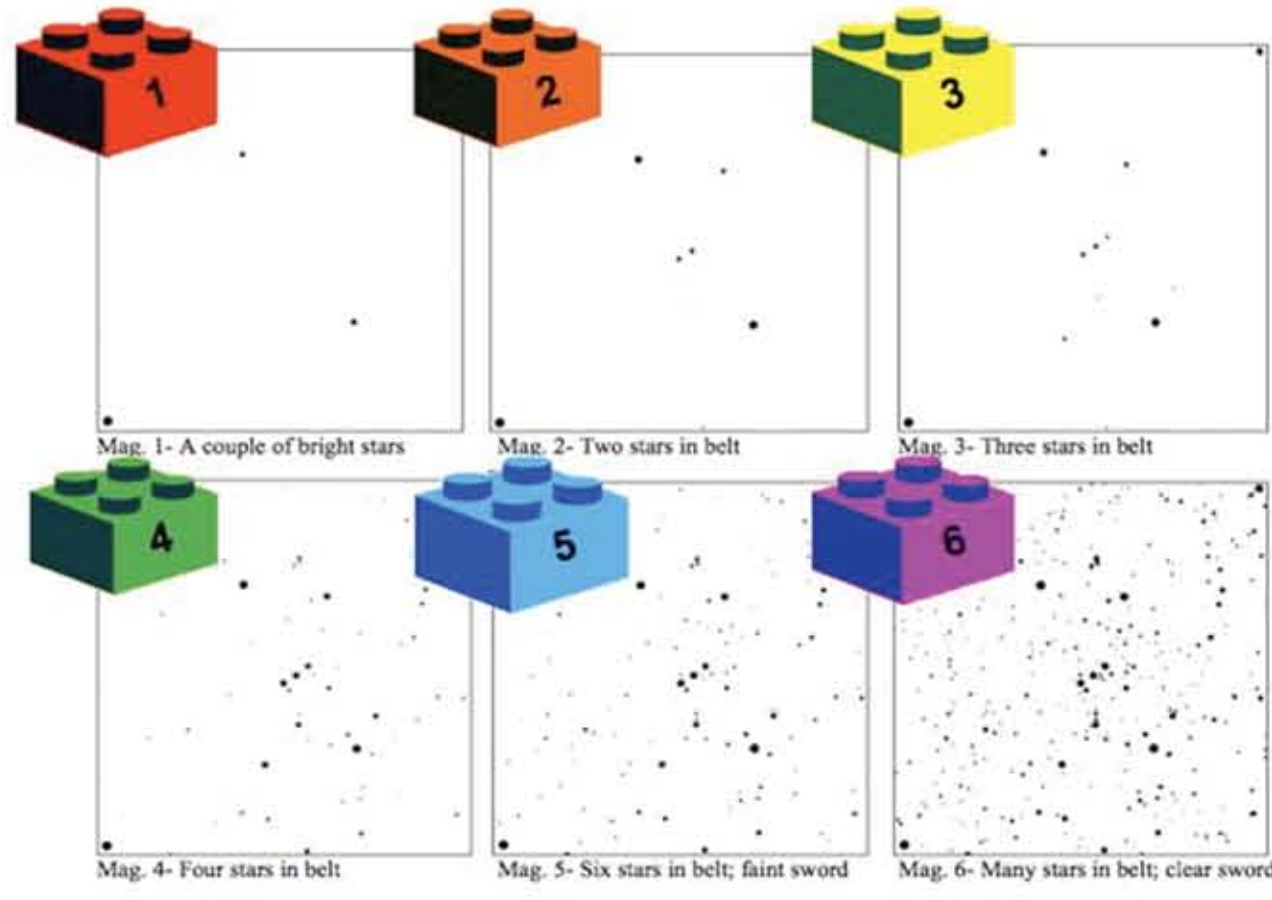 1
2
3
Mag. 1- A couple of bright stars
Mag. 2- Two stars in belt
Mag. 3- Three stars in belt
4
5
6
Mag. 4- Four stars in belt
Mag. 5- Six stars in belt; faint sword
Mag. 6- Many stars in belt; clear sword